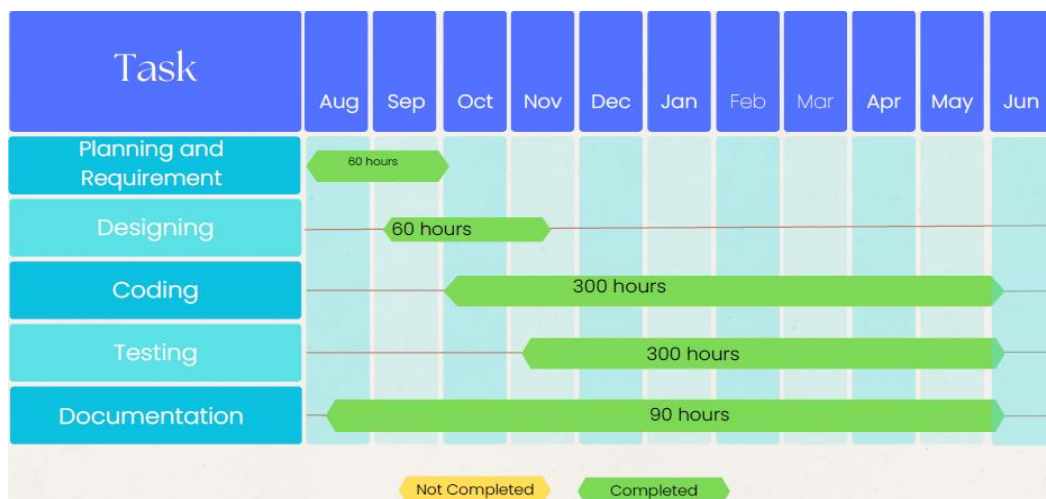 Task
Aug Sep Oct Nov Dec Jan Feb Mar Apr May Jun
Planning and
Requirement
60 hours
Designing
60 hours
Coding
300 hours
Testing
300 hours
Documentation
90 hours
Not Completed
Completed